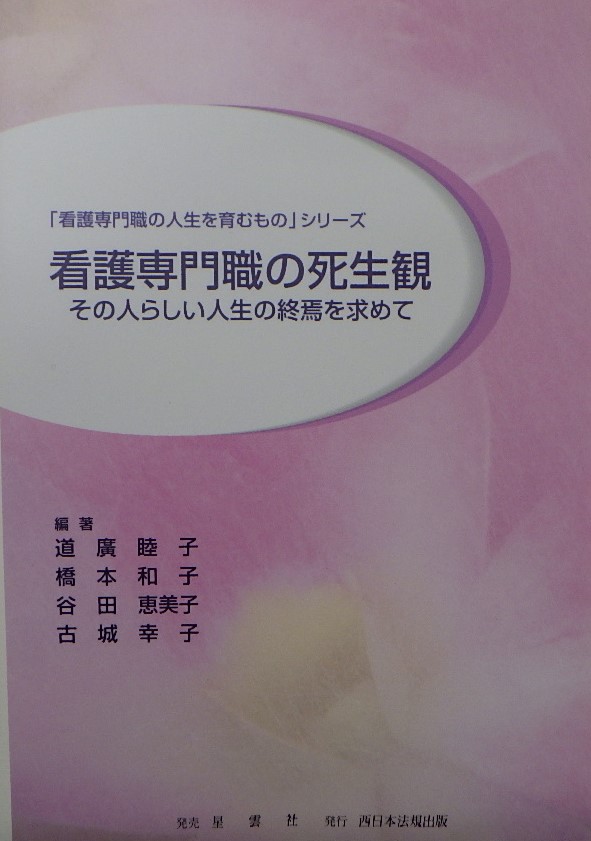 「看護専門職の人生を育むもの」シリーズ
看護専門職の死生観
その人らしい人生の終焉を求めて
編 著
道 廣 睦 子
橋 本 和 子
谷 田 恵美子
古 城 幸 子
発売 星 雲 社 発行 西日本法規出版